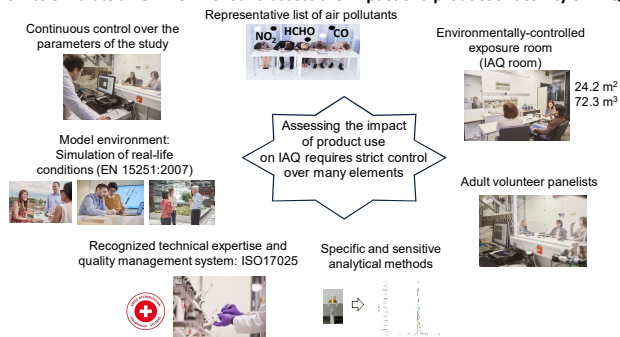 Representative list of air pollutants
NO2 HCHO CO
Continuous control over the
parameters of the study
Environmentally-controlled
exposure room
(IAQ room)
24.2 m2
72.3 m3
Assessing the impact
of product use
on IAQ requires strict control
over many elements
Model environment:
Simulation of real-life
conditions (EN 15251:2007)
Adult volunteer panelists
Recognized technical expertise and
quality management system: ISO17025
Specific and sensitive
analytical methods